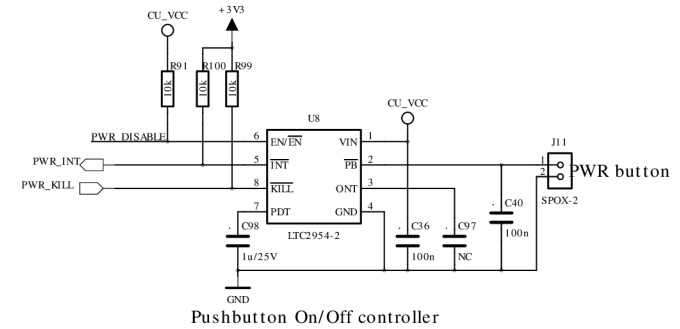 CU_VCC
+3V3
R91
R100
R99
10k
10k
10k
U8
CU_VCC
PWR_DISABLE
6
EN/EN
VIN
1
J11
PWR_INT
5
INT
PB
2
1
2
PWR button
PWR_KILL
8
KILL
ONT
3
SPOX-2
7
PDT
GND
4
C98
LTC2954-2
C36
C97
C40
1u/25V
100n
NC
100n
GND
Pushbutton On/Off controller